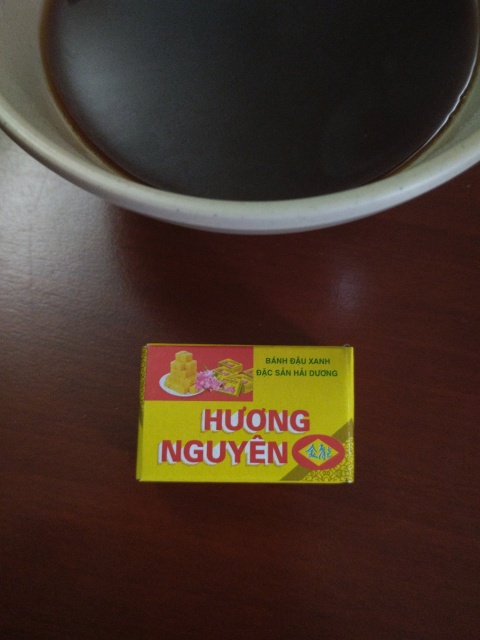 BÁNH ĐẬU XANH
ĐẶC SẢN HẢI DƯƠNG
HƯƠNG
NGUYÊN